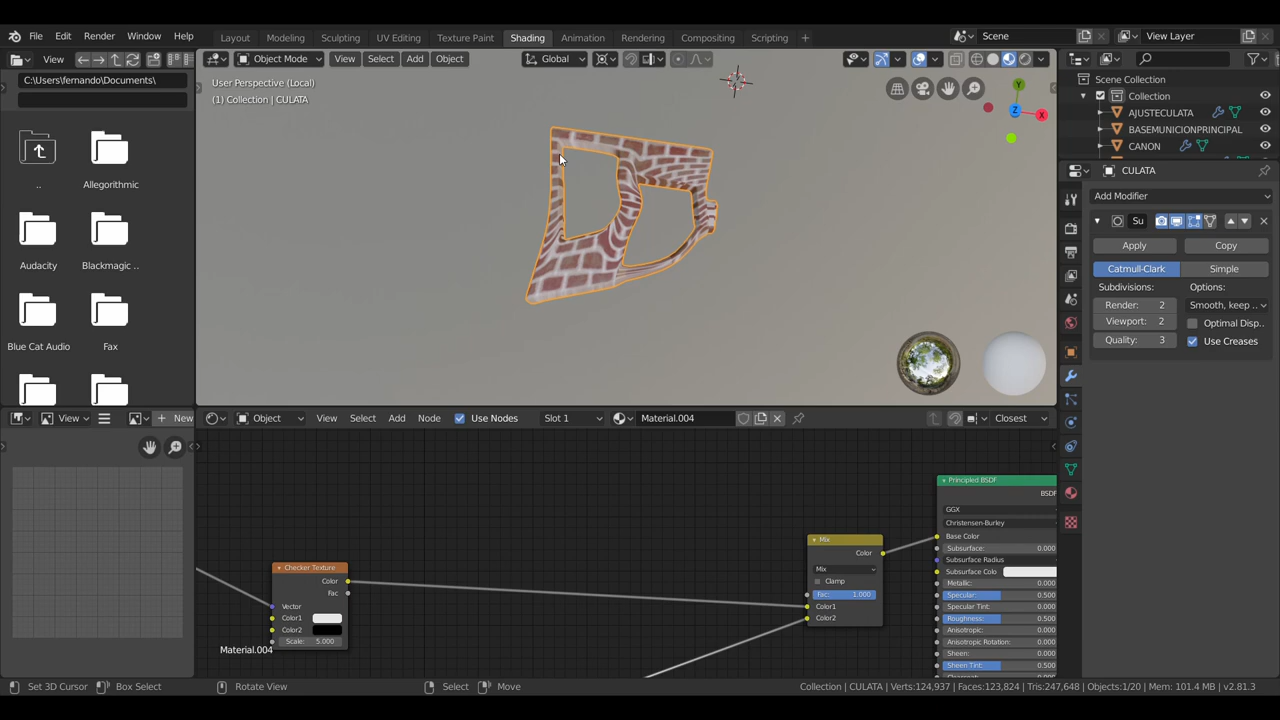 File Edit Render Window Help Layout Modeling Sculpting UV Editing Texture Paint Shading Animation Rendering Compositing Scripting + Scene View Layer
View Object Mode View Select Add Object Global
C:\Users\fernando\Documents\
User Perspective (Local)
(1) Collection | CULATA
Y
Z
X
Scene Collection
Collection
AJUSTECULATA
BASEMUNICIONPRINCIPAL
CANON
..
Allegorithmic
Audacity
Blackmagic ..
Blue Cat Audio
Fax
CULATA
Add Modifier
Su
Apply Copy
Catmull-Clark Simple
Subdivisions: Options:
Render: 2 Smooth, keep ..
Viewport: 2 Optimal Disp..
Quality: 3 Use Creases
View New Object View Select Add Node Use Nodes Slot 1 Material.004 Closest
Checker Texture
Color
Fac
Vector
Color1
Color2
Scale: 5.000
Material.004
Mix
Color
Mix
Clamp
Fac: 1.000
Color1
Color2
Principled BSDF
BSDF
GGX
Christensen-Burley
Base Color
Subsurface: 0.000
Subsurface Radius
Subsurface Colo
Metallic: 0.000
Specular: 0.500
Specular Tint: 0.000
Roughness: 0.500
Anisotropic: 0.000
Anisotropic Rotation: 0.000
Sheen: 0.000
Sheen Tint: 0.500
Set 3D Cursor Box Select Rotate View Select Move Collection | CULATA | Verts:124,937 | Faces:123,824 | Tris:247,648 | Objects:1/20 | Mem: 101.4 MB | v2.81.3